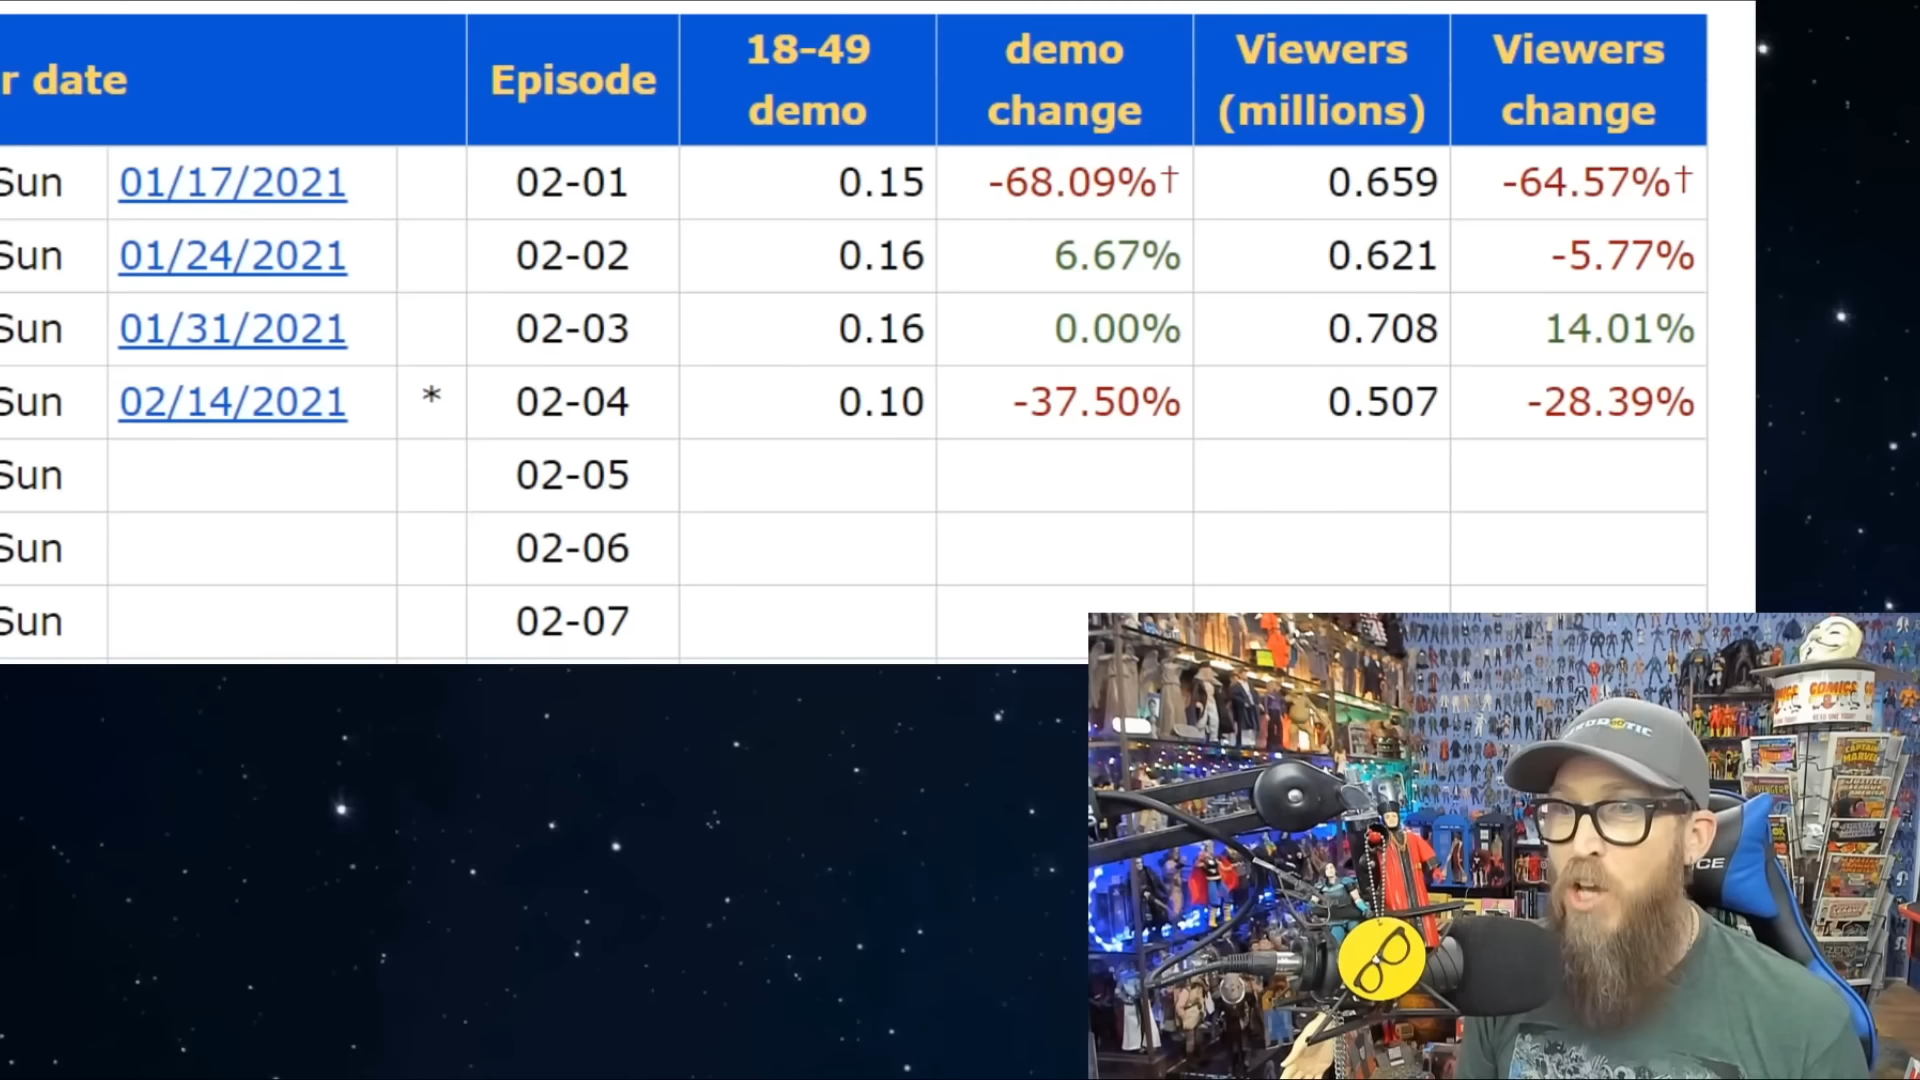 r date Episode 18-49 demo demo change Viewers (millions) Viewers change
Sun 01/17/2021 02-01 0.15 -68.09%† 0.659 -64.57%†
Sun 01/24/2021 02-02 0.16 6.67% 0.621 -5.77%
Sun 01/31/2021 02-03 0.16 0.00% 0.708 14.01%
Sun 02/14/2021 * 02-04 0.10 -37.50% 0.507 -28.39%
Sun 02-05
Sun 02-06
Sun 02-07
COMICS
CAPTAIN MARVEL
AVENGERS